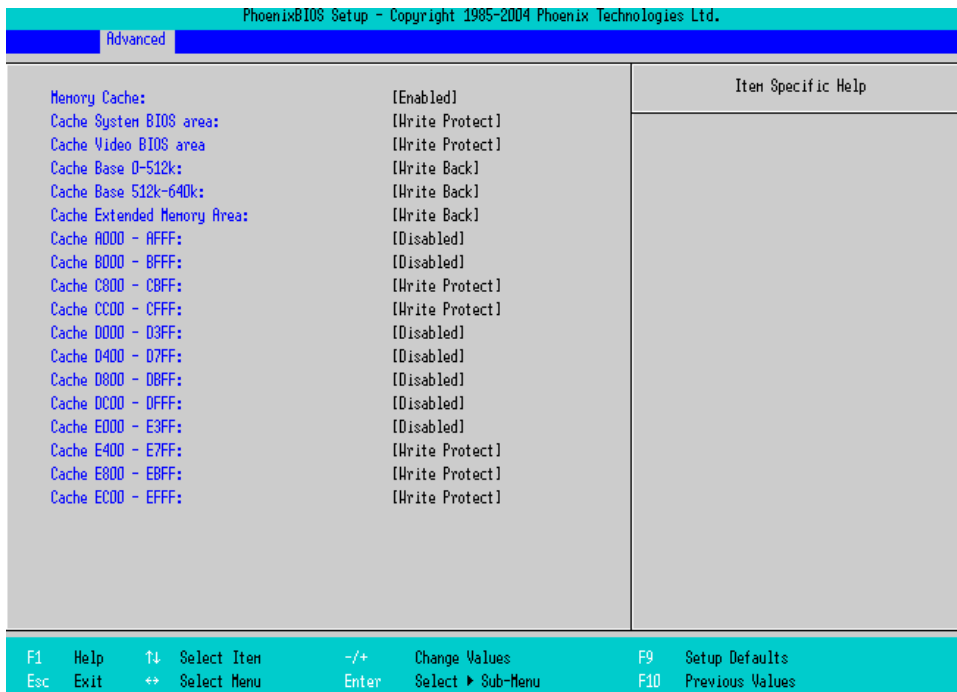 PhoenixBIOS Setup - Copyright 1985-2004 Phoenix Technologies Ltd.
Advanced
Item Specific Help
Memory Cache: [Enabled]
Cache System BIOS area: [Write Protect]
Cache Video BIOS area [Write Protect]
Cache Base 0-512k: [Write Back]
Cache Base 512k-640k: [Write Back]
Cache Extended Memory Area: [Write Back]
Cache A000 - AFFF: [Disabled]
Cache B000 - BFFF: [Disabled]
Cache C800 - CBFF: [Write Protect]
Cache CC00 - CFFF: [Write Protect]
Cache D000 - D3FF: [Disabled]
Cache D400 - D7FF: [Disabled]
Cache D800 - DBFF: [Disabled]
Cache DC00 - DFFF: [Disabled]
Cache E000 - E3FF: [Disabled]
Cache E400 - E7FF: [Write Protect]
Cache E800 - EBFF: [Write Protect]
Cache EC00 - EFFF: [Write Protect]
F1 Help ↑↓ Select Item -/+ Change Values F9 Setup Defaults
Esc Exit ↔ Select Menu Enter Select ▶ Sub-Menu F10 Previous Values